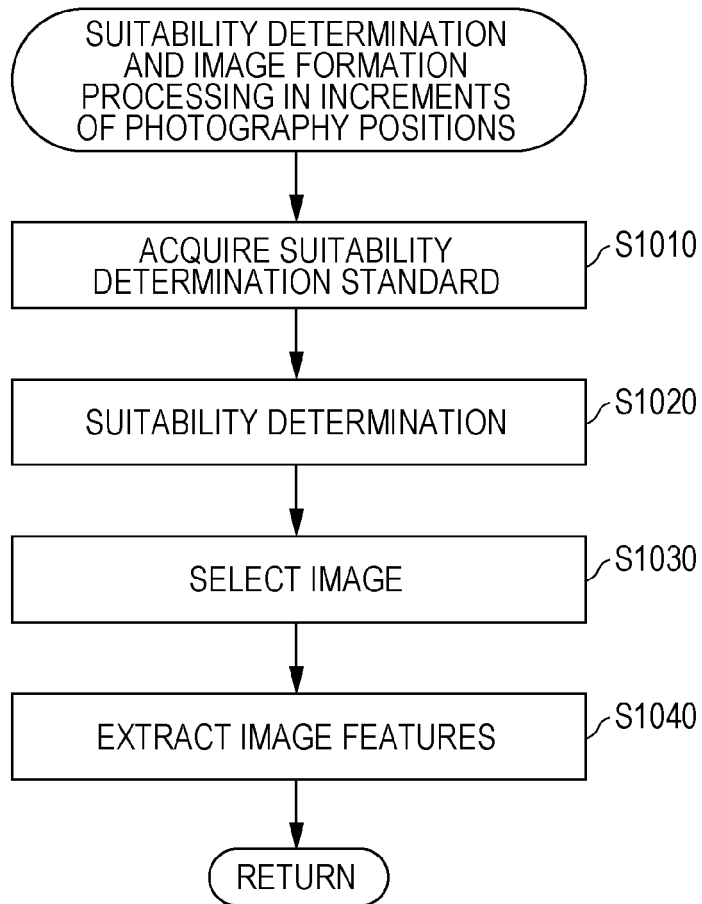 SUITABILITY DETERMINATION
AND IMAGE FORMATION
PROCESSING IN INCREMENTS
OF PHOTOGRAPHY POSITIONS
ACQUIRE SUITABILITY
DETERMINATION STANDARD
S1010
SUITABILITY DETERMINATION
S1020
SELECT IMAGE
S1030
EXTRACT IMAGE FEATURES
S1040
RETURN